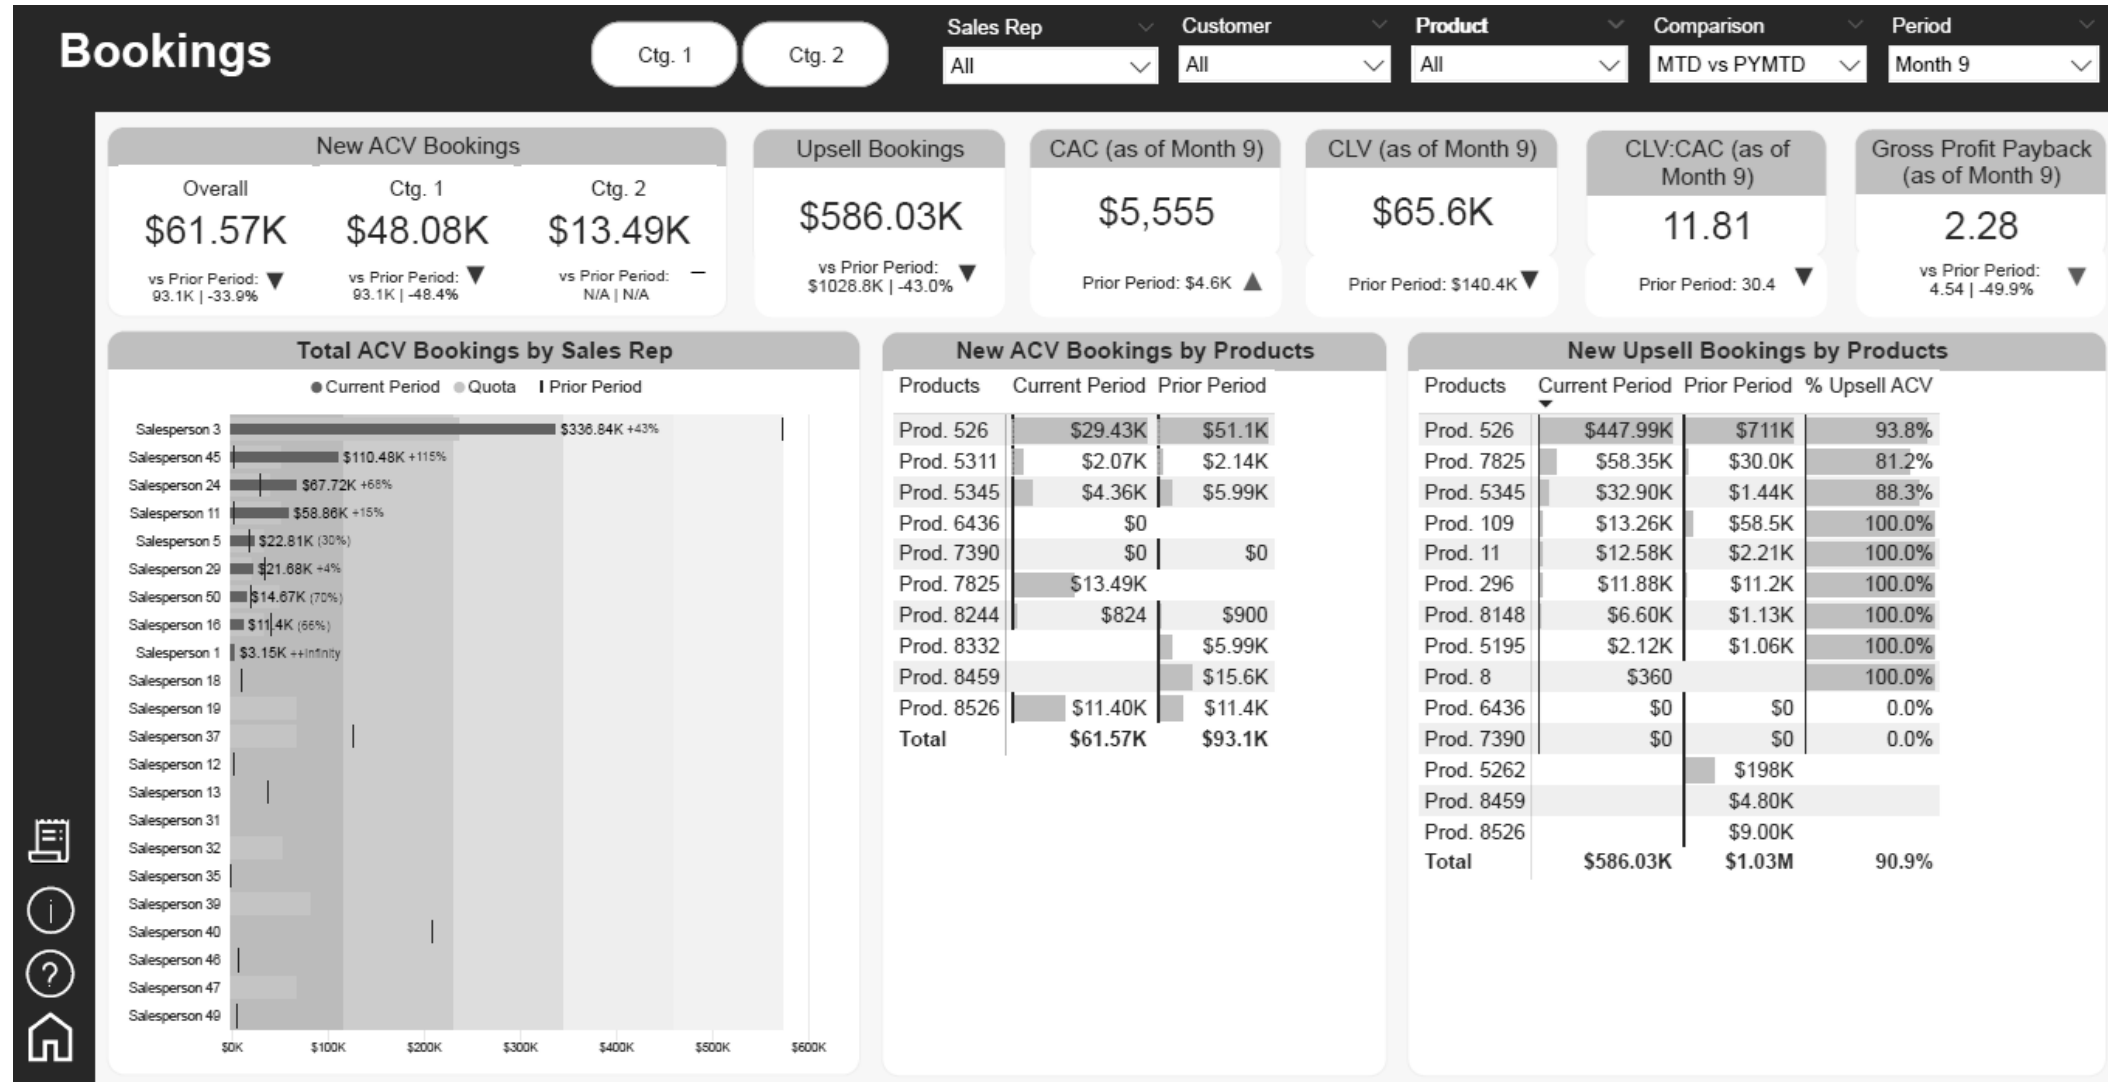 Bookings
Ctg. 1
Ctg. 2
Sales Rep
All
Customer
All
Product
All
Comparison
MTD vs PYMTD
Period
Month 9
New ACV Bookings
Overall
$61.57K
vs Prior Period:
93.1K | -33.9%
Ctg. 1
$48.08K
vs Prior Period:
93.1K | -48.4%
Ctg. 2
$13.49K
vs Prior Period:
N/A | N/A
Upsell Bookings
$586.03K
vs Prior Period:
$1028.8K | -43.0%
CAC (as of Month 9)
$5,555
Prior Period: $4.6K
CLV (as of Month 9)
$65.6K
Prior Period: $140.4K
CLV:CAC (as of
Month 9)
11.81
Prior Period: 30.4
Gross Profit Payback
(as of Month 9)
2.28
vs Prior Period:
4.54 | -49.9%
Total ACV Bookings by Sales Rep
Current Period Quota Prior Period
Salesperson 3 $336.84K +43%
Salesperson 45 $110.48K +115%
Salesperson 24 $67.72K +68%
Salesperson 11 $58.86K +15%
Salesperson 5 $22.81K (30%)
Salesperson 29 $21.68K +4%
Salesperson 50 $14.67K (70%)
Salesperson 16 $11.4K (66%)
Salesperson 1 $3.15K ++Infinity
Salesperson 18
Salesperson 19
Salesperson 37
Salesperson 12
Salesperson 13
Salesperson 31
Salesperson 32
Salesperson 35
Salesperson 39
Salesperson 40
Salesperson 46
Salesperson 47
Salesperson 49
$0K $100K $200K $300K $400K $500K $600K
New ACV Bookings by Products
Products Current Period Prior Period
Prod. 526 $29.43K $51.1K
Prod. 5311 $2.07K $2.14K
Prod. 5345 $4.36K $5.99K
Prod. 6436 $0
Prod. 7390 $0 $0
Prod. 7825 $13.49K
Prod. 8244 $824 $900
Prod. 8332 $5.99K
Prod. 8459 $15.6K
Prod. 8526 $11.40K $11.4K
Total $61.57K $93.1K
New Upsell Bookings by Products
Products Current Period Prior Period % Upsell ACV
Prod. 526 $447.99K $711K 93.8%
Prod. 7825 $58.35K $30.0K 81.2%
Prod. 5345 $32.90K $1.44K 88.3%
Prod. 109 $13.26K $58.5K 100.0%
Prod. 11 $12.58K $2.21K 100.0%
Prod. 296 $11.88K $11.2K 100.0%
Prod. 8148 $6.60K $1.13K 100.0%
Prod. 5195 $2.12K $1.06K 100.0%
Prod. 8 $360 100.0%
Prod. 6436 $0 $0 0.0%
Prod. 7390 $0 $0 0.0%
Prod. 5262 $198K
Prod. 8459 $4.80K
Prod. 8526 $9.00K
Total $586.03K $1.03M 90.9%